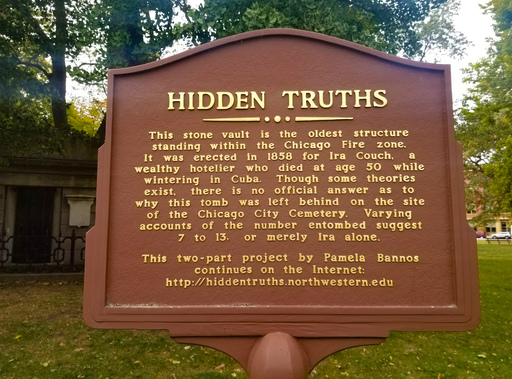 HIDDEN TRUTHS
This stone vault is the oldest structure
standing within the Chicago Fire zone.
It was erected in 1858 for Ira Couch, a
wealthy hotelier who died at age 50 while
wintering in Cuba. Though some theories
exist, there is no official answer as to
why this tomb was left behind on the site
of the Chicago City Cemetery. Varying
accounts of the number entombed suggest
7 to 13, or merely Ira alone.
This two-part project by Pamela Bannos
continues on the Internet:
http://hiddentruths.northwestern.edu